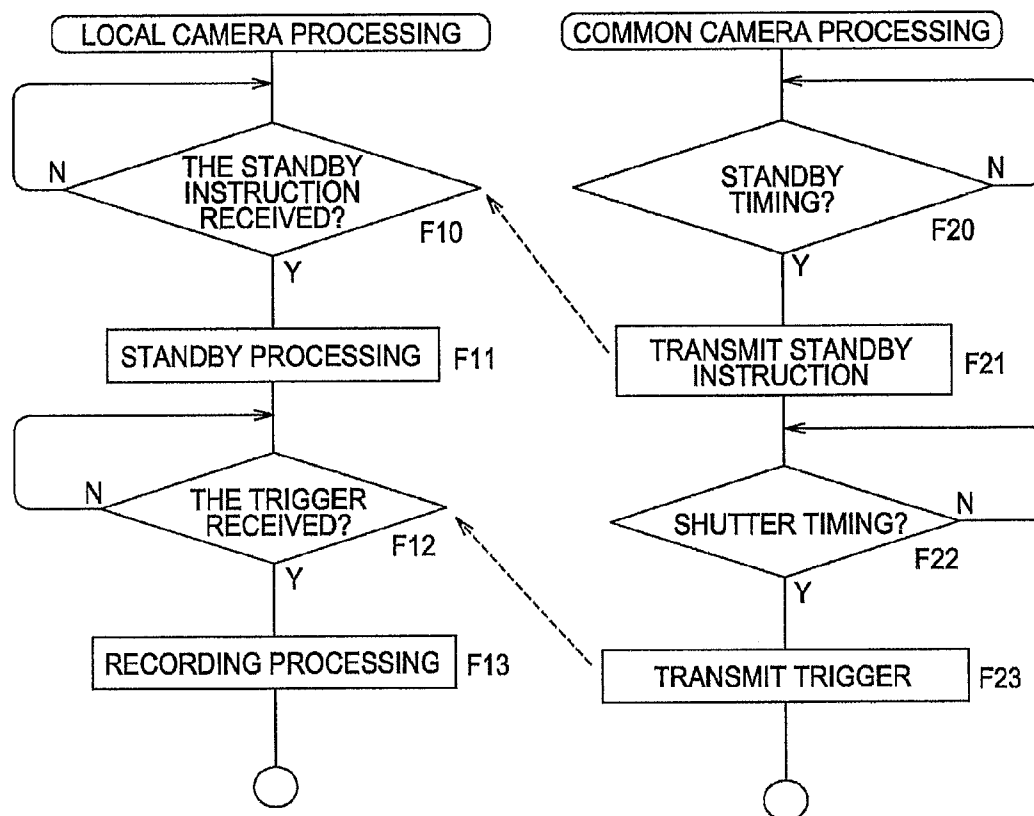 LOCAL CAMERA PROCESSING
N
THE STANDBY
INSTRUCTION
RECEIVED?
F10
Y
STANDBY PROCESSING
F11
N
THE TRIGGER
RECEIVED?
F12
Y
RECORDING PROCESSING
F13
COMMON CAMERA PROCESSING
STANDBY
TIMING?
N
F20
Y
TRANSMIT STANDBY
INSTRUCTION
F21
SHUTTER TIMING?
N
F22
Y
TRANSMIT TRIGGER
F23